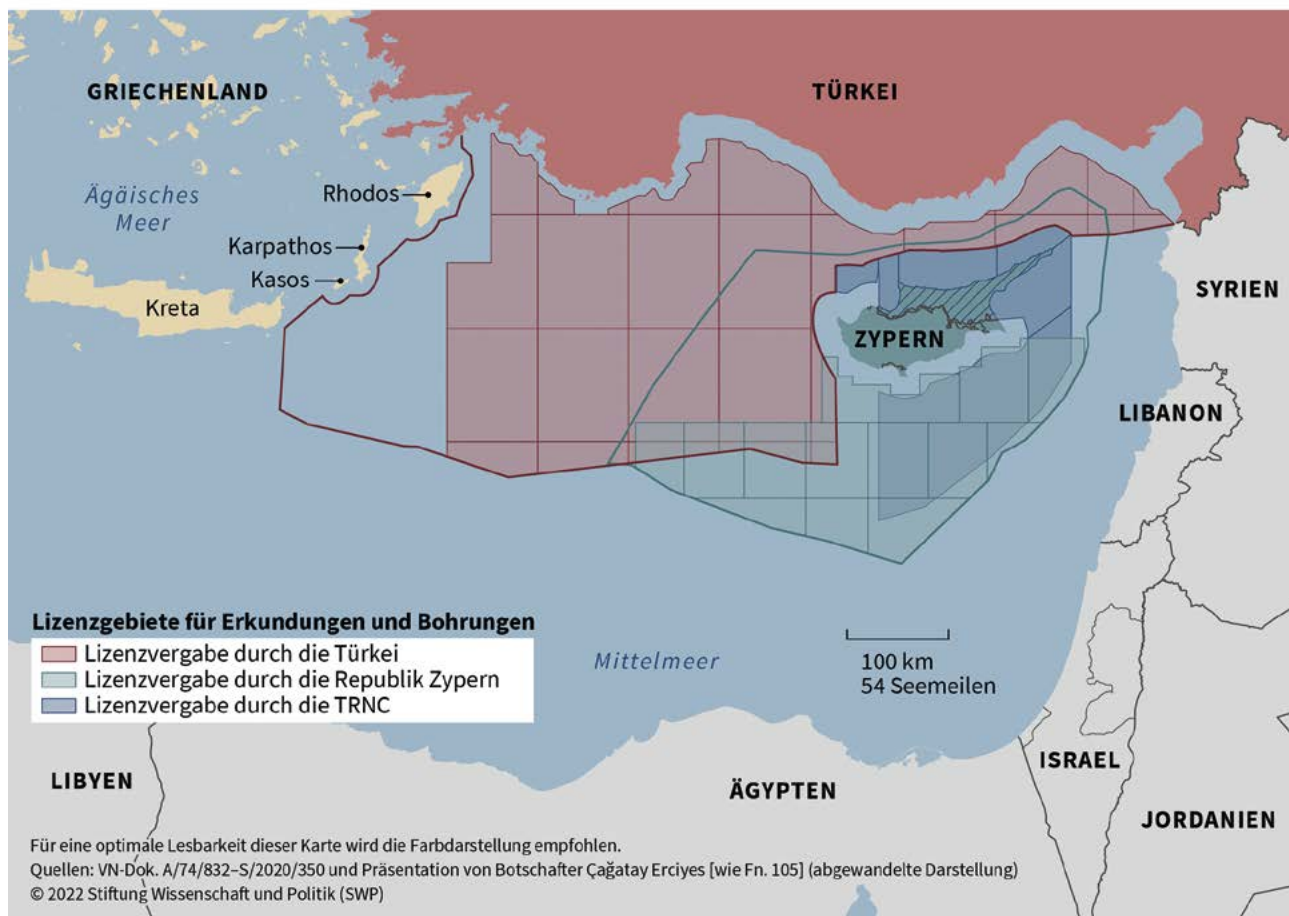 GRIECHENLAND
TÜRKEI
Ägäisches
Meer
Rhodos
Karpathos
Kasos
Kreta
SYRIEN
ZYPERN
LIBANON
Lizenzgebiete für Erkundungen und Bohrungen
Lizenzvergabe durch die Türkei
Lizenzvergabe durch die Republik Zypern
Lizenzvergabe durch die TRNC
Mittelmeer
100 km
54 Seemeilen
LIBYEN
ÄGYPTEN
ISRAEL
JORDANIEN
Für eine optimale Lesbarkeit dieser Karte wird die Farbdarstellung empfohlen.
Quellen: VN-Dok. A/74/832–S/2020/350 und Präsentation von Botschafter Çağatay Erciyes [wie Fn. 105] (abgewandelte Darstellung)
© 2022 Stiftung Wissenschaft und Politik (SWP)